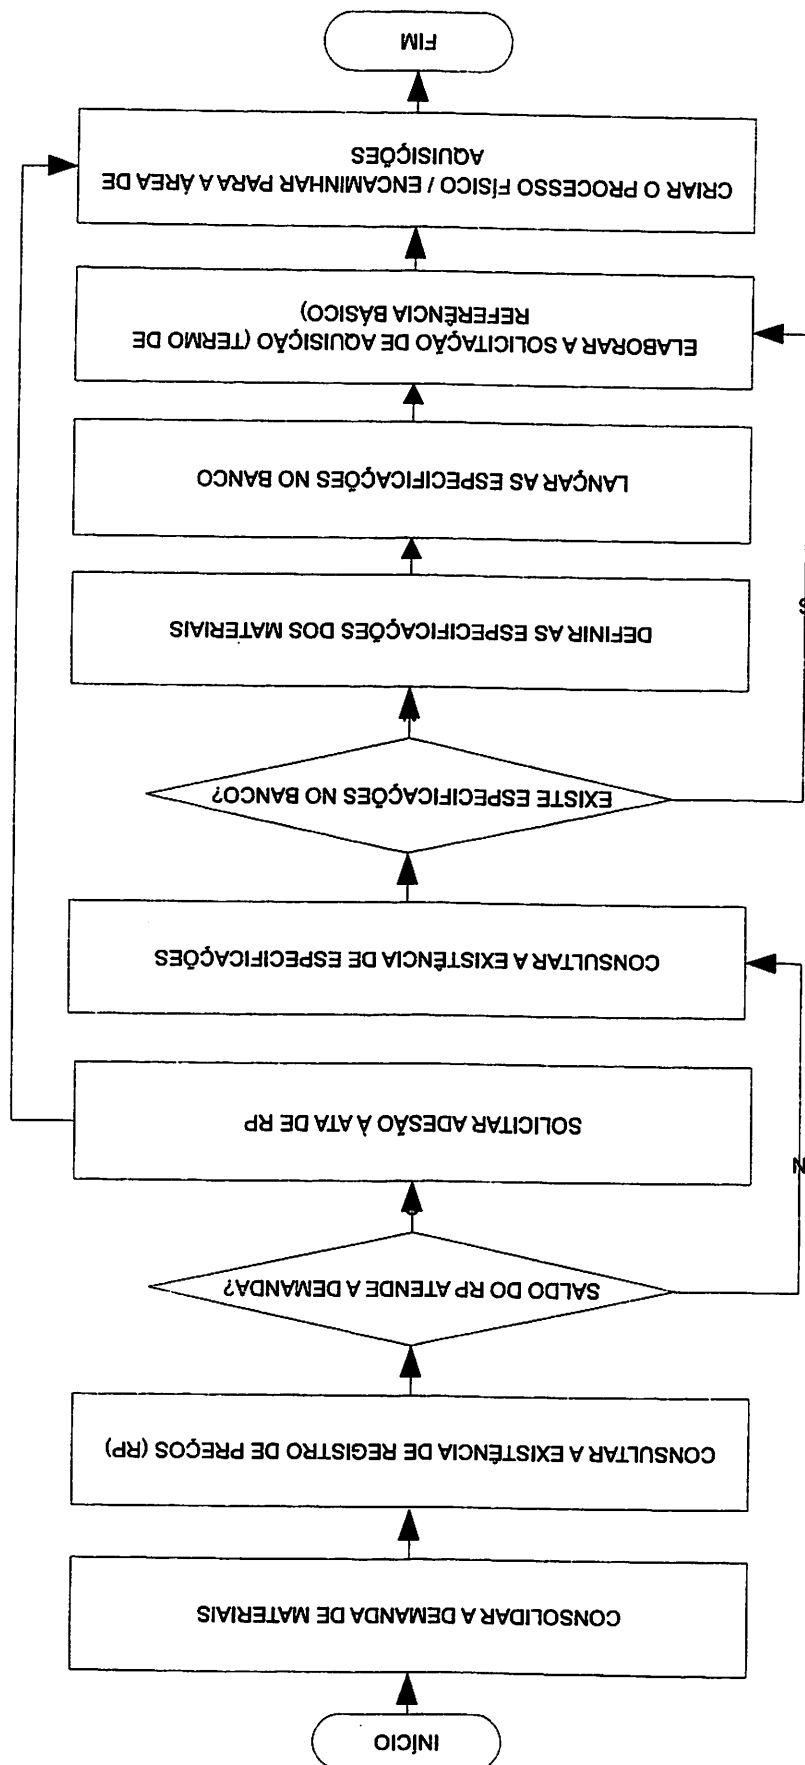 INÍCIO
CONSOLIDAR A DEMANDA DE MATERIAIS
CONSULTAR A EXISTÊNCIA DE REGISTRO DE PREÇOS (RP)
SALDO DO RP ATENDE A DEMANDA?
N
SOLICITAR ADESÃO À ATA DE RP
CONSULTAR A EXISTÊNCIA DE ESPECIFICAÇÕES
EXISTE ESPECIFICAÇÕES NO BANCO?
S
DEFINIR AS ESPECIFICAÇÕES DOS MATERIAIS
LANÇAR AS ESPECIFICAÇÕES NO BANCO
ELABORAR A SOLICITAÇÃO DE AQUISIÇÃO (TERMO DE
REFERÊNCIA BÁSICO)
CRIAR O PROCESSO FÍSICO / ENCAMINHAR PARA A ÁREA DE
AQUISIÇÕES
FIM